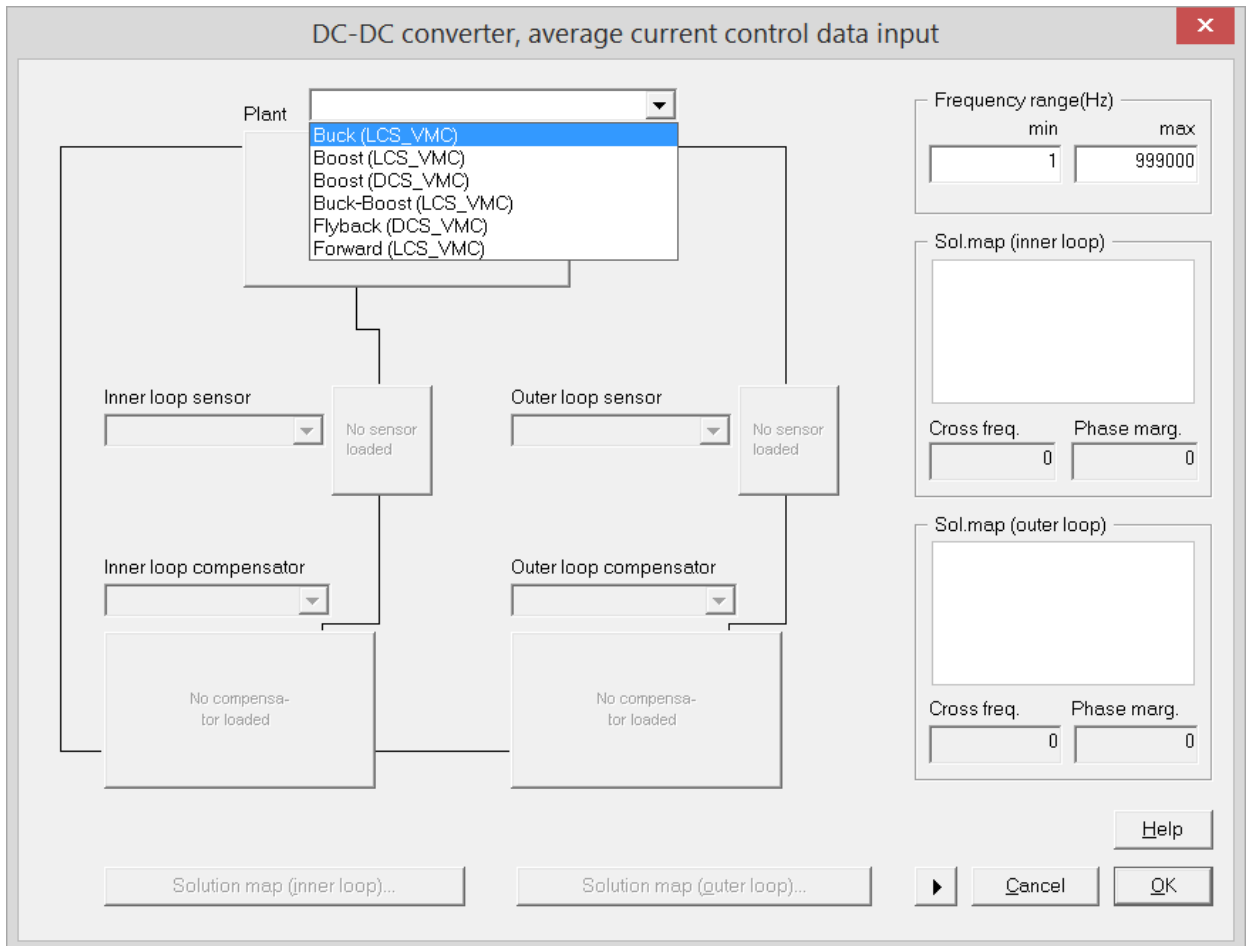 DC-DC converter, average current control data input
x
Plant
Buck (LCS_VMC)
Boost (LCS_VMC)
Boost (DCS_VMC)
Buck-Boost (LCS_VMC)
Flyback (DCS_VMC)
Forward (LCS_VMC)
Frequency range(Hz)
min max
1 999000
Sol.map (inner loop)
Cross freq. Phase marg.
0 0
Inner loop sensor
No sensor
loaded
Outer loop sensor
No sensor
loaded
Inner loop compensator
No compensa-
tor loaded
Outer loop compensator
No compensa-
tor loaded
Sol.map (outer loop)
Cross freq. Phase marg.
0 0
Help
Solution map (inner loop)...
Solution map (outer loop)...
Cancel
OK